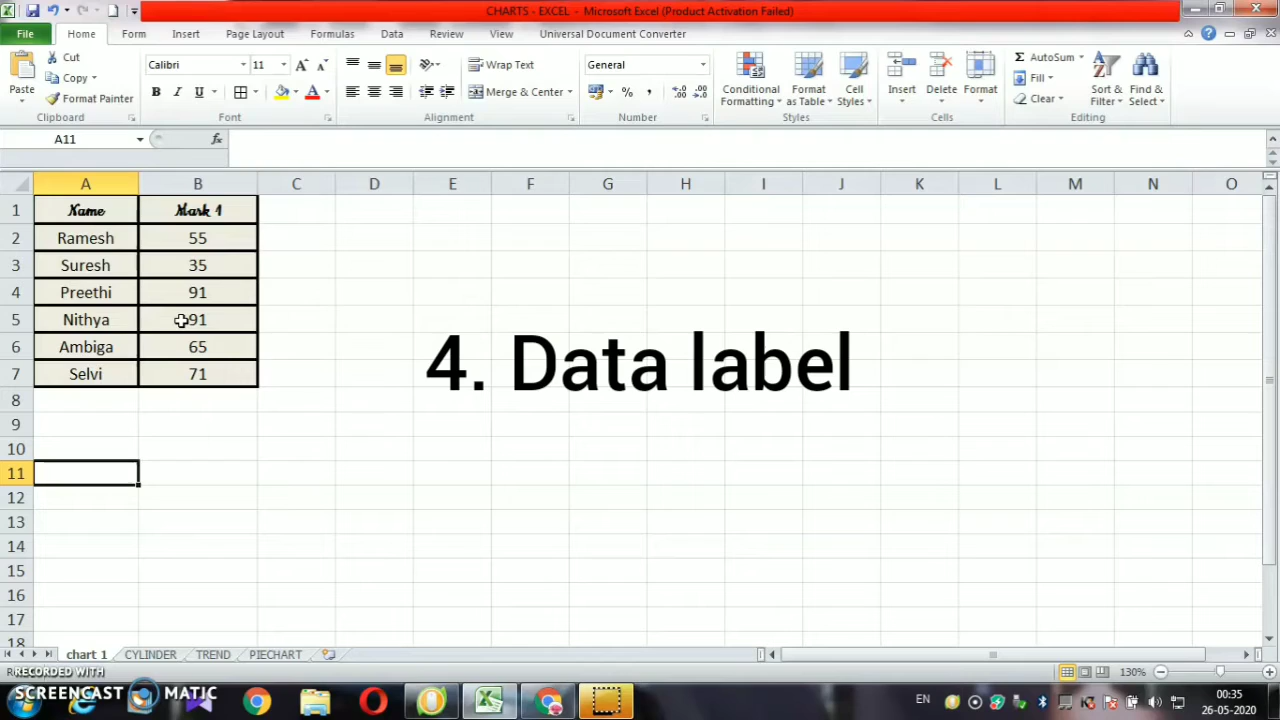 CHARTS - EXCEL - Microsoft Excel (Product Activation Failed)
File Home Form Insert Page Layout Formulas Data Review View Universal Document Converter
Paste
Cut
Copy
Format Painter
Clipboard
Calibri 11
Font
Wrap Text
Merge & Center
Alignment
General
Number
Conditional Formatting
Format as Table
Cell Styles
Styles
Insert Delete Format
Cells
AutoSum
Fill
Clear
Sort & Filter
Find & Select
Editing
A11 fx
A B C D E F G H I J K L M N O
1 Name Mark 1
2 Ramesh 55
3 Suresh 35
4 Preethi 91
5 Nithya 91
6 Ambiga 65
7 Selvi 71
8
9
10
11
12
13
14
15
16
17
18
4. Data label
chart 1 CYLINDER TREND PIECHART
130%
RECORDED WITH
SCREENCAST MATIC
EN
00:35
26-05-2020